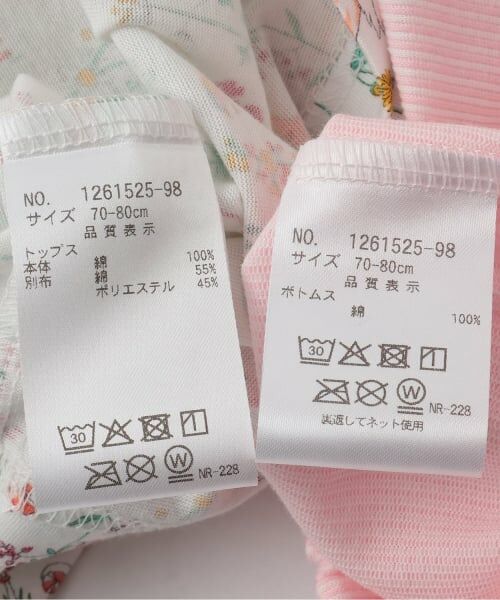 NO. 1261525-98
サイズ 70-80cm
品質表示
トップス
本体 綿 100%
別布 綿 55%
ポリエステル 45%
30
W
NR-228
NO. 1261525-98
サイズ 70-80cm
品質表示
ボトムス
綿 100%
30
W
NR-228
裏返してネット使用